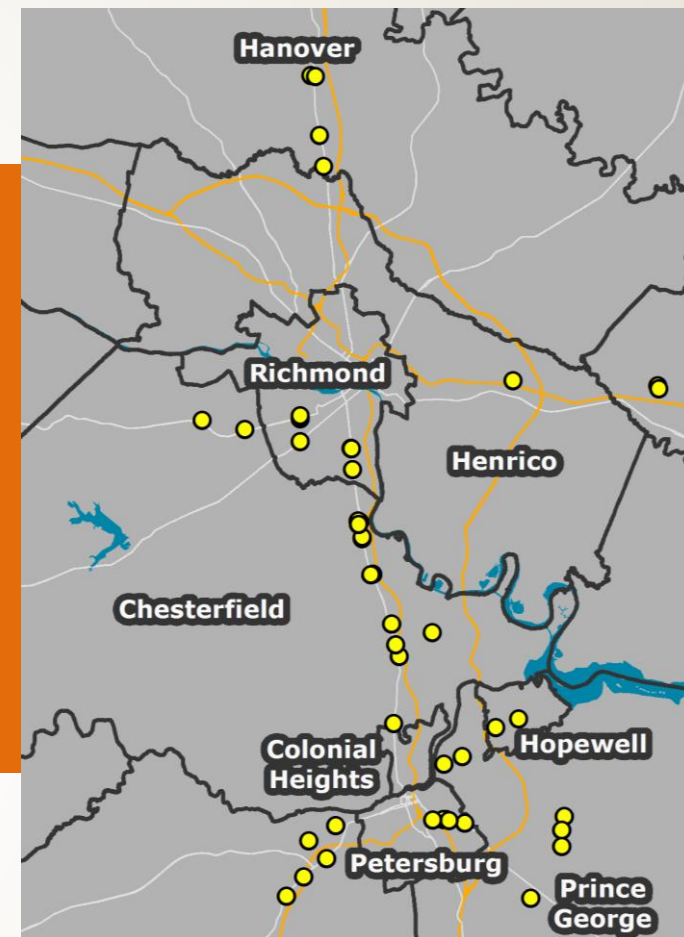 Hanover
Richmond
Henrico
Chesterfield
Colonial
Heights
Hopewell
Petersburg
Prince
George